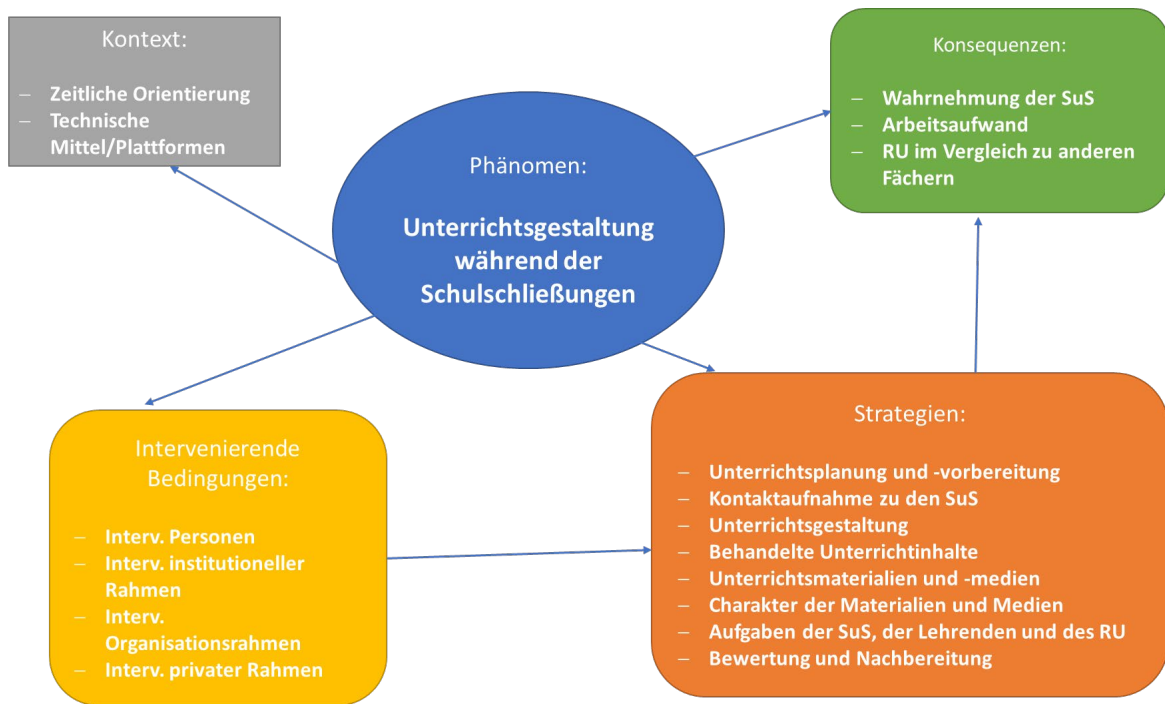 Kontext:
– Zeitliche Orientierung
– Technische
Mittel/Plattformen
Phänomen:
Unterrichtsgestaltung
während der
Schulschließungen
Konsequenzen:
– Wahrnehmung der SuS
– Arbeitsaufwand
– RU im Vergleich zu anderen
Fächern
Intervenierende
Bedingungen:
– Interv. Personen
– Interv. institutioneller
Rahmen
– Interv.
Organisationsrahmen
– Interv. privater Rahmen
Strategien:
– Unterrichtsplanung und -vorbereitung
– Kontaktaufnahme zu den SuS
– Unterrichtsgestaltung
– Behandelte Unterrichtinhalte
– Unterrichtsmaterialien und -medien
– Charakter der Materialien und Medien
– Aufgaben der SuS, der Lehrenden und des RU
– Bewertung und Nachbereitung